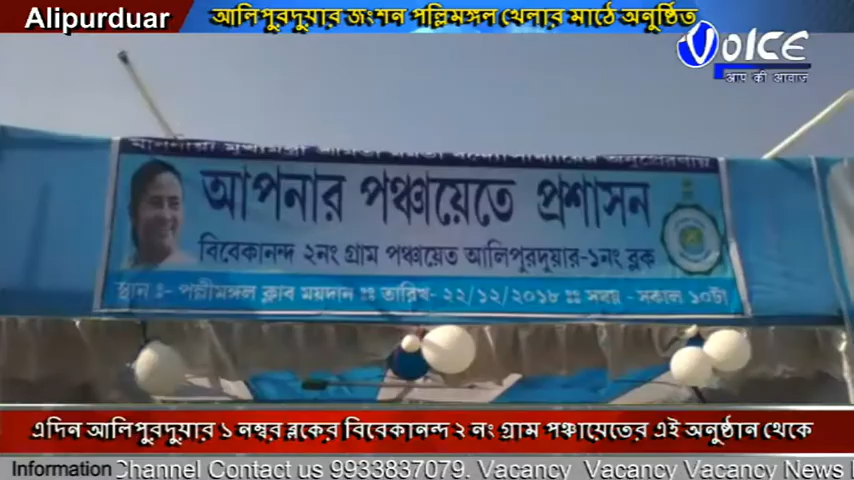 Alipurduar
আলিপুরদুয়ার জংশন পল্লিমঙ্গল খেলার মাঠে অনুষ্ঠিত
VOICE
आप की आवाज
আপনার পঞ্চায়েতে প্রশাসন
বিবেকানন্দ ২নং গ্রাম পঞ্চায়েত আলিপুরদুয়ার-১নং ব্লক
স্থান ঃ- পল্লীমঙ্গল ক্লাব ময়দান ঃঃ তারিখ- ২২/১২/২০১৮ ঃঃ সময় - সকাল ১০টা
এদিন আলিপুরদুয়ার ১ নম্বর ব্লকের বিবেকানন্দ ২ নং গ্রাম পঞ্চায়েতের এই অনুষ্ঠান থেকে
Information Channel Contact us 9933837079. Vacancy Vacancy Vacancy News